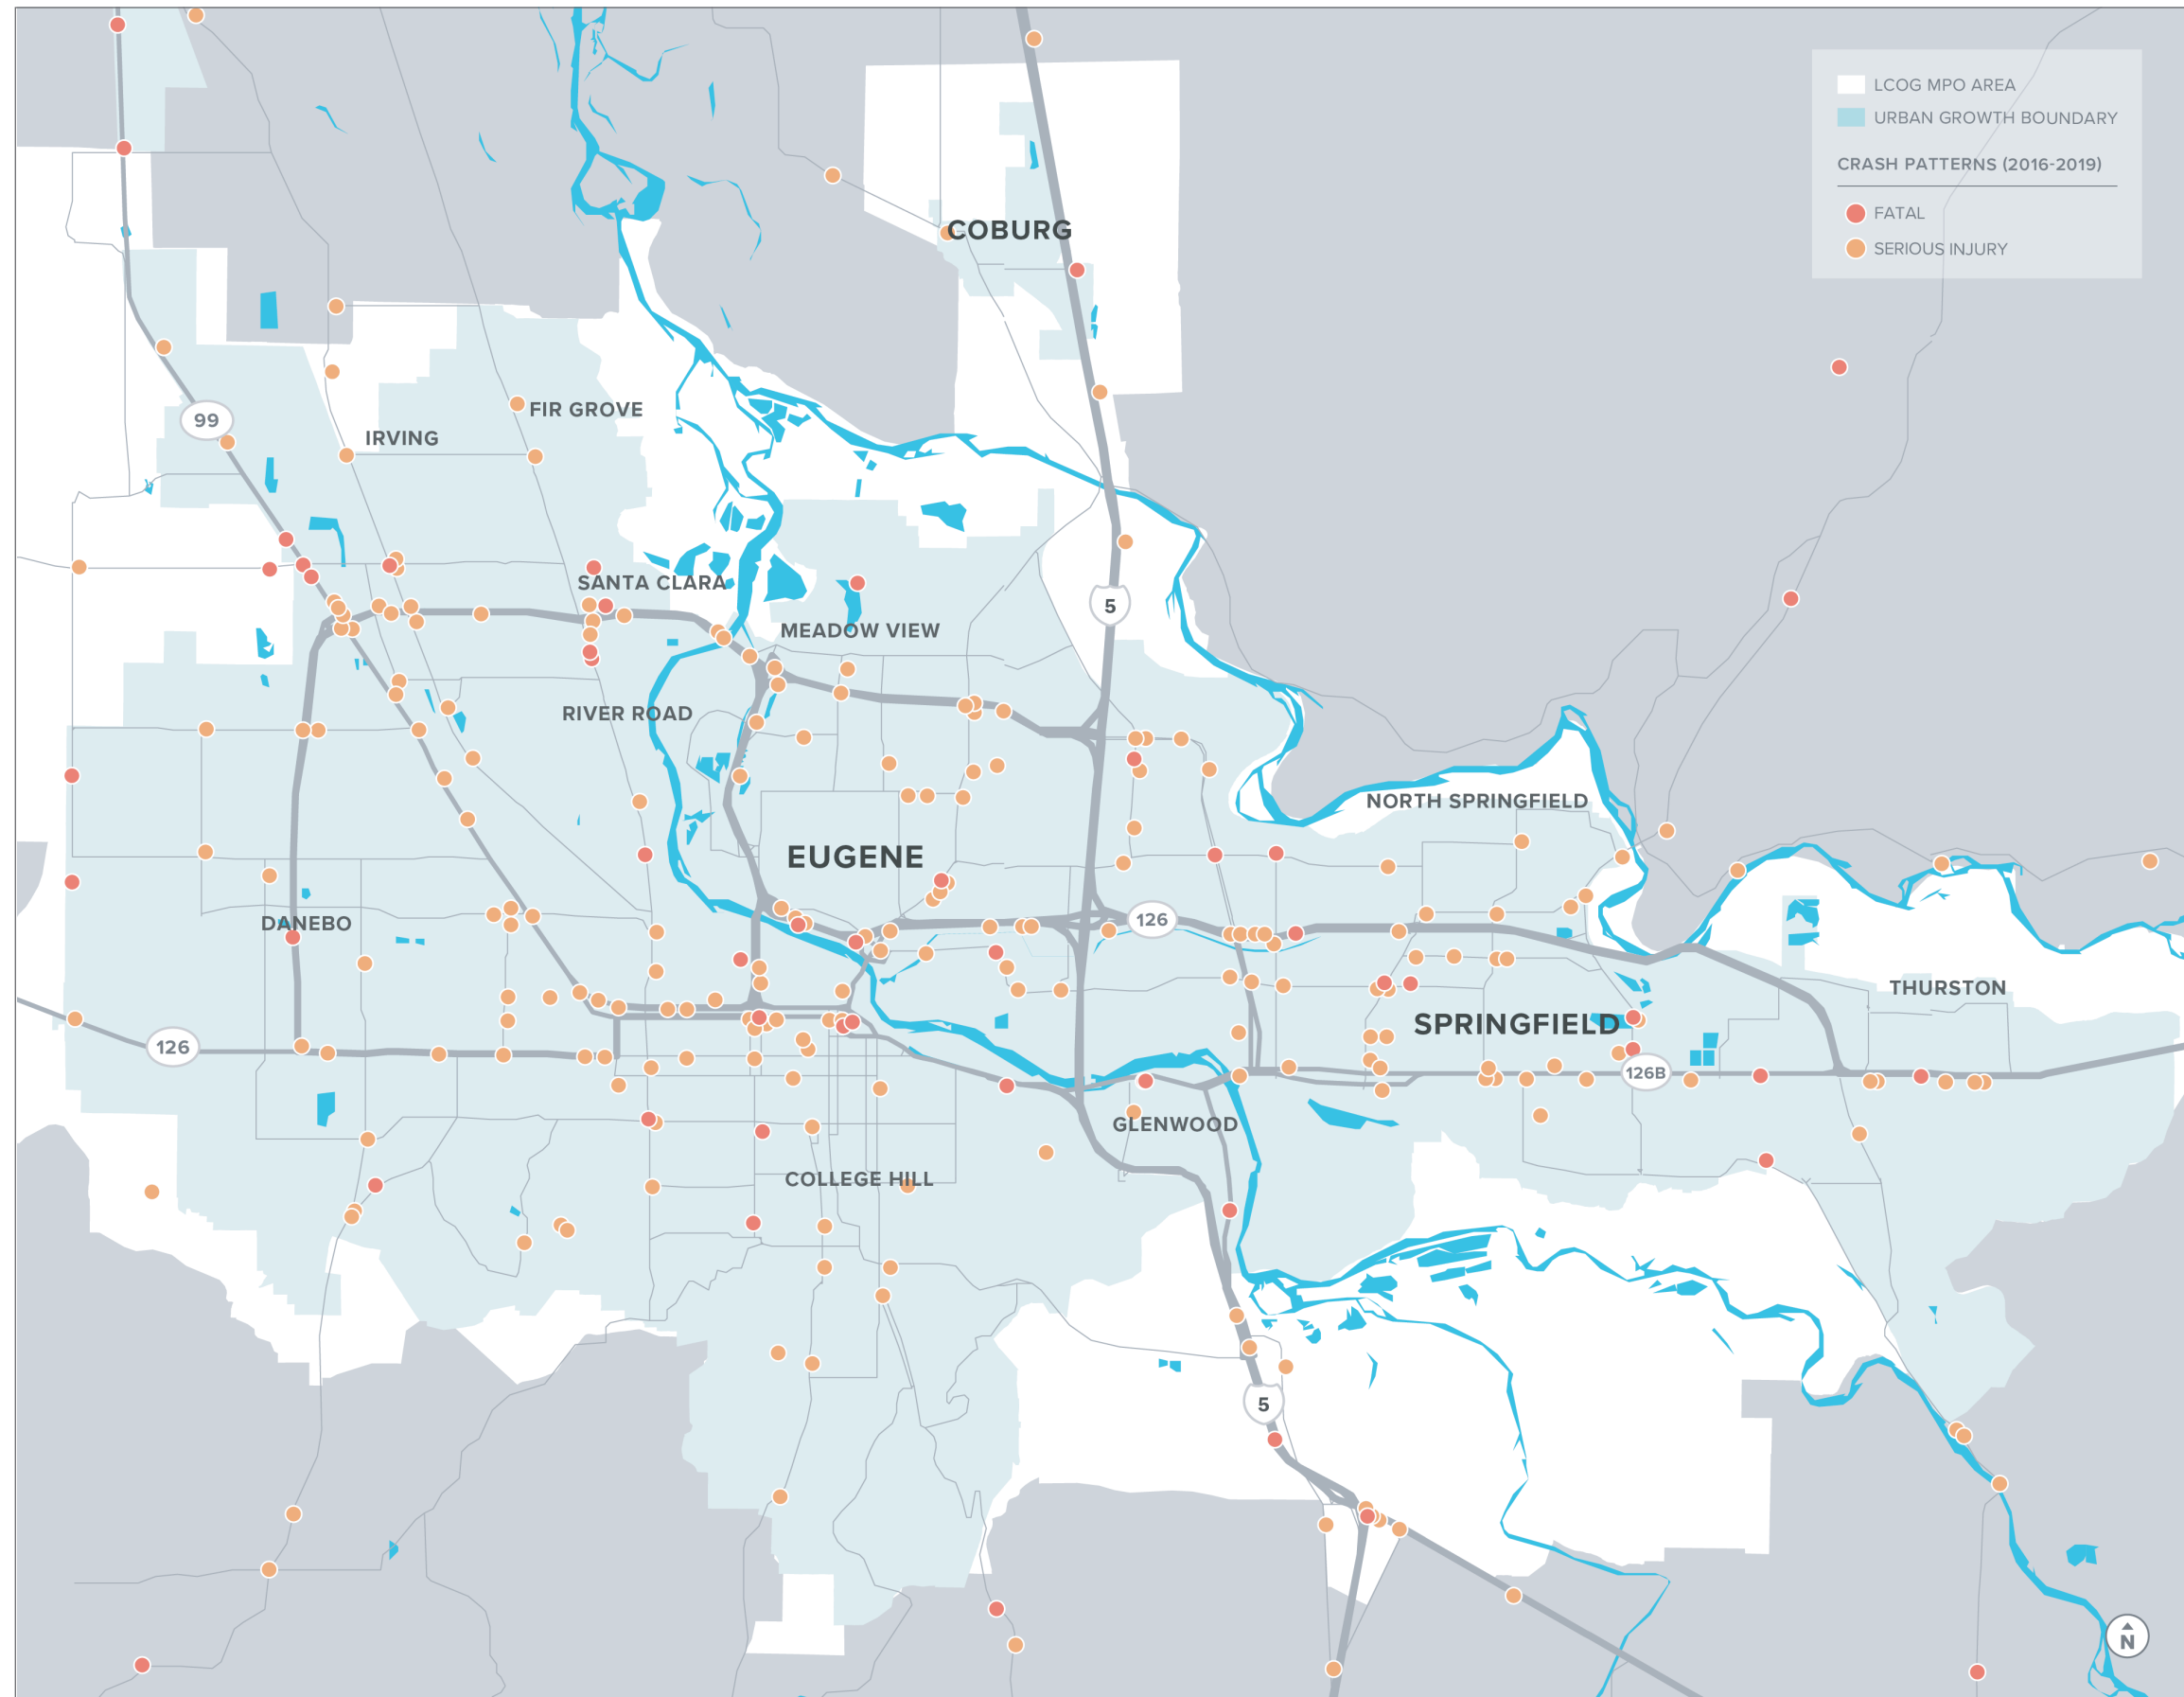 LCOG MPO AREA
URBAN GROWTH BOUNDARY
CRASH PATTERNS (2016-2019)
FATAL
SERIOUS INJURY
COBURG
99
FIR GROVE
IRVING
SANTA CLARA
5
MEADOW VIEW
RIVER ROAD
NORTH SPRINGFIELD
EUGENE
126
DANEBO
THURSTON
SPRINGFIELD
126
126B
GLENWOOD
COLLEGE HILL
5
N